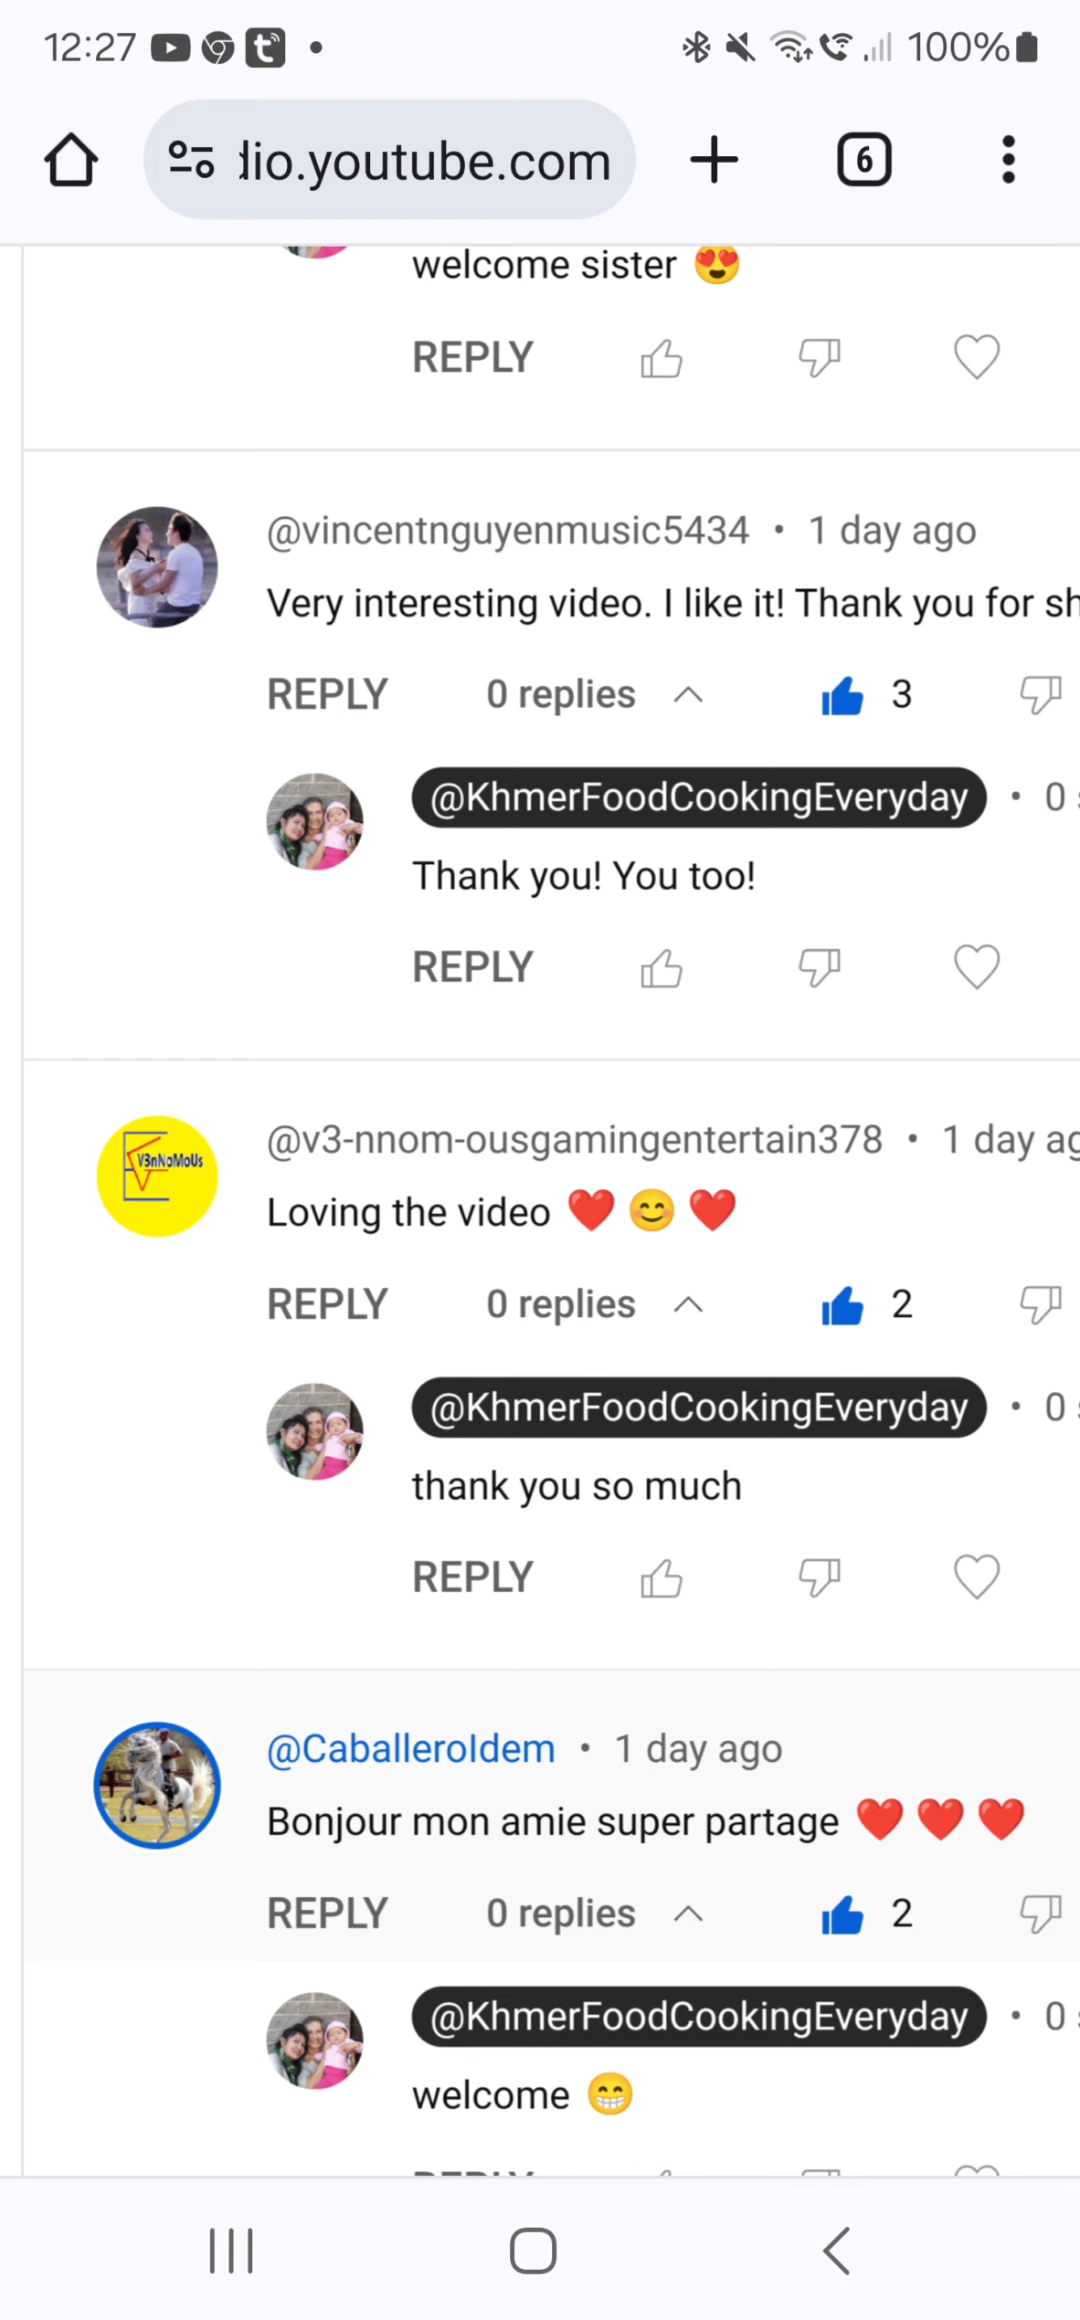 12:27
100%
dio.youtube.com
6
welcome sister 😍
REPLY
@vincentnguyenmusic5434 • 1 day ago
Very interesting video. I like it! Thank you for sh
REPLY 0 replies 3
@KhmerFoodCookingEveryday • 0
Thank you! You too!
REPLY
V3nNoMoUs
@v3-nnom-ousgamingentertain378 • 1 day ag
Loving the video ❤️ 😊 ❤️
REPLY 0 replies 2
@KhmerFoodCookingEveryday • 0
thank you so much
REPLY
@CaballeroIdem • 1 day ago
Bonjour mon amie super partage ❤️ ❤️ ❤️
REPLY 0 replies 2
@KhmerFoodCookingEveryday • 0
welcome 😁